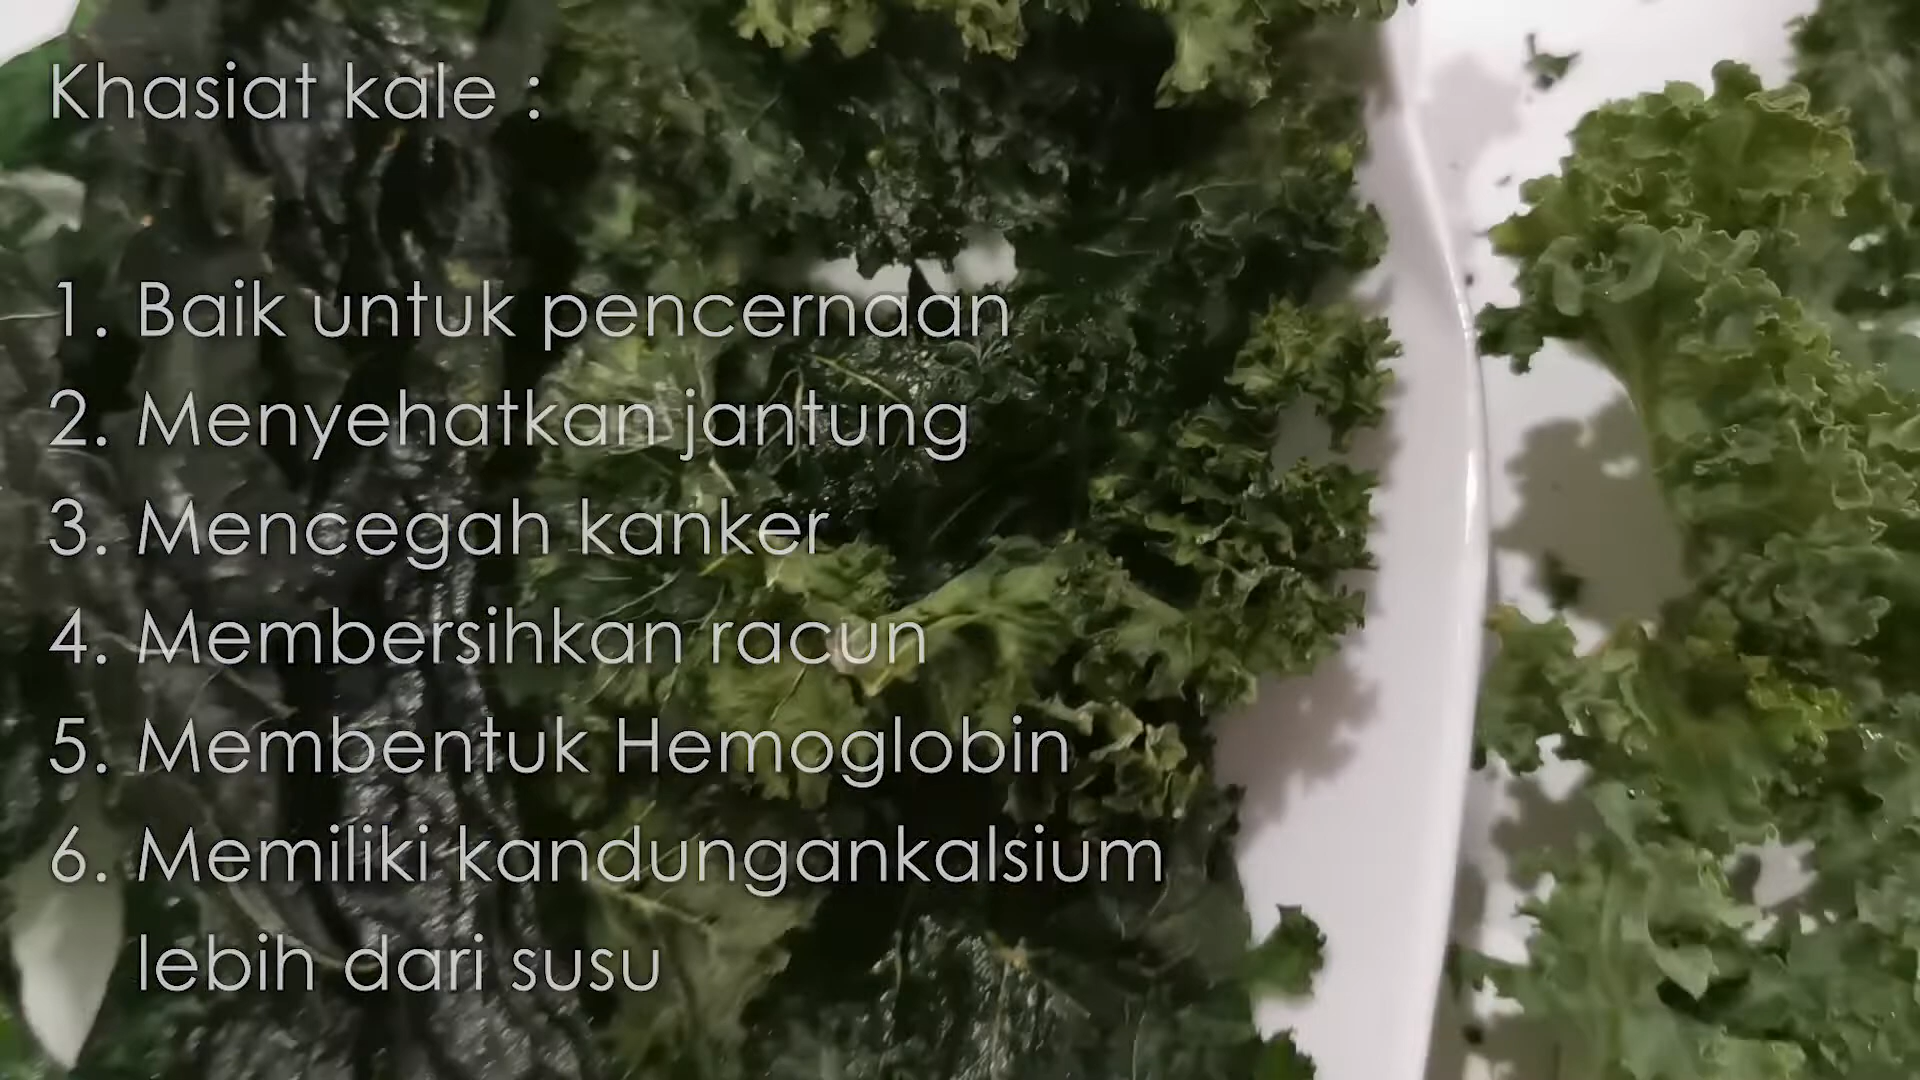 Khasiat kale :
1. Baik untuk pencernaan
2. Menyehatkan jantung
3. Mencegah kanker
4. Membersihkan racun
5. Membentuk Hemoglobin
6. Memiliki kandungankalsium
lebih dari susu